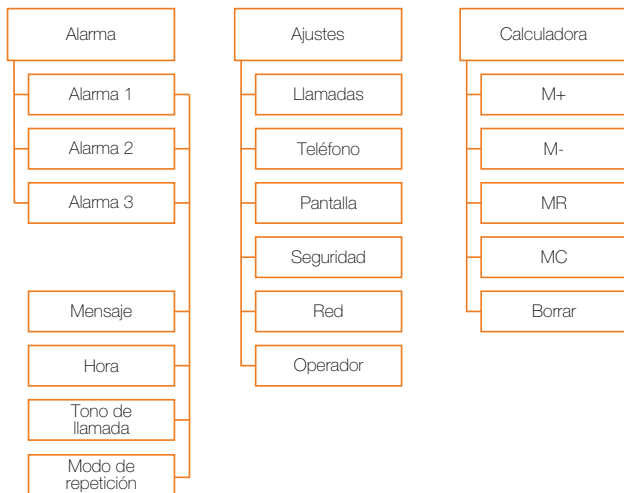 Alarma
Alarma 1
Alarma 2
Alarma 3
Mensaje
Hora
Tono de
llamada
Modo de
repetición
Ajustes
Llamadas
Teléfono
Pantalla
Seguridad
Red
Operador
Calculadora
M+
M-
MR
MC
Borrar